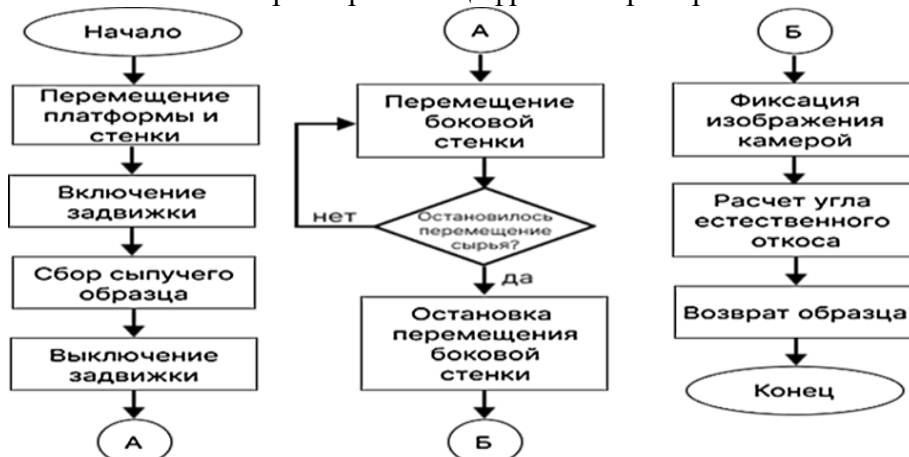 Начало
Перемещение
платформы и
стенки
Включение
задвижки
Сбор сыпучего
образца
Выключение
задвижки
А
А
Перемещение
боковой
стенки
нет
Остановилось
перемещение
сырья?
да
Остановка
перемещения
боковой
стенки
Б
Б
Фиксация
изображения
камерой
Расчет угла
естественного
откоса
Возврат образца
Конец